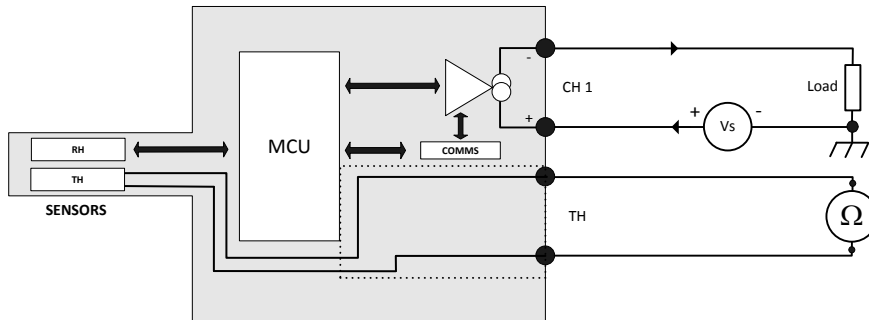 -
CH 1
Load
+
+
Vs
-
MCU
RH
COMMS
TH
SENSORS
TH
Ω